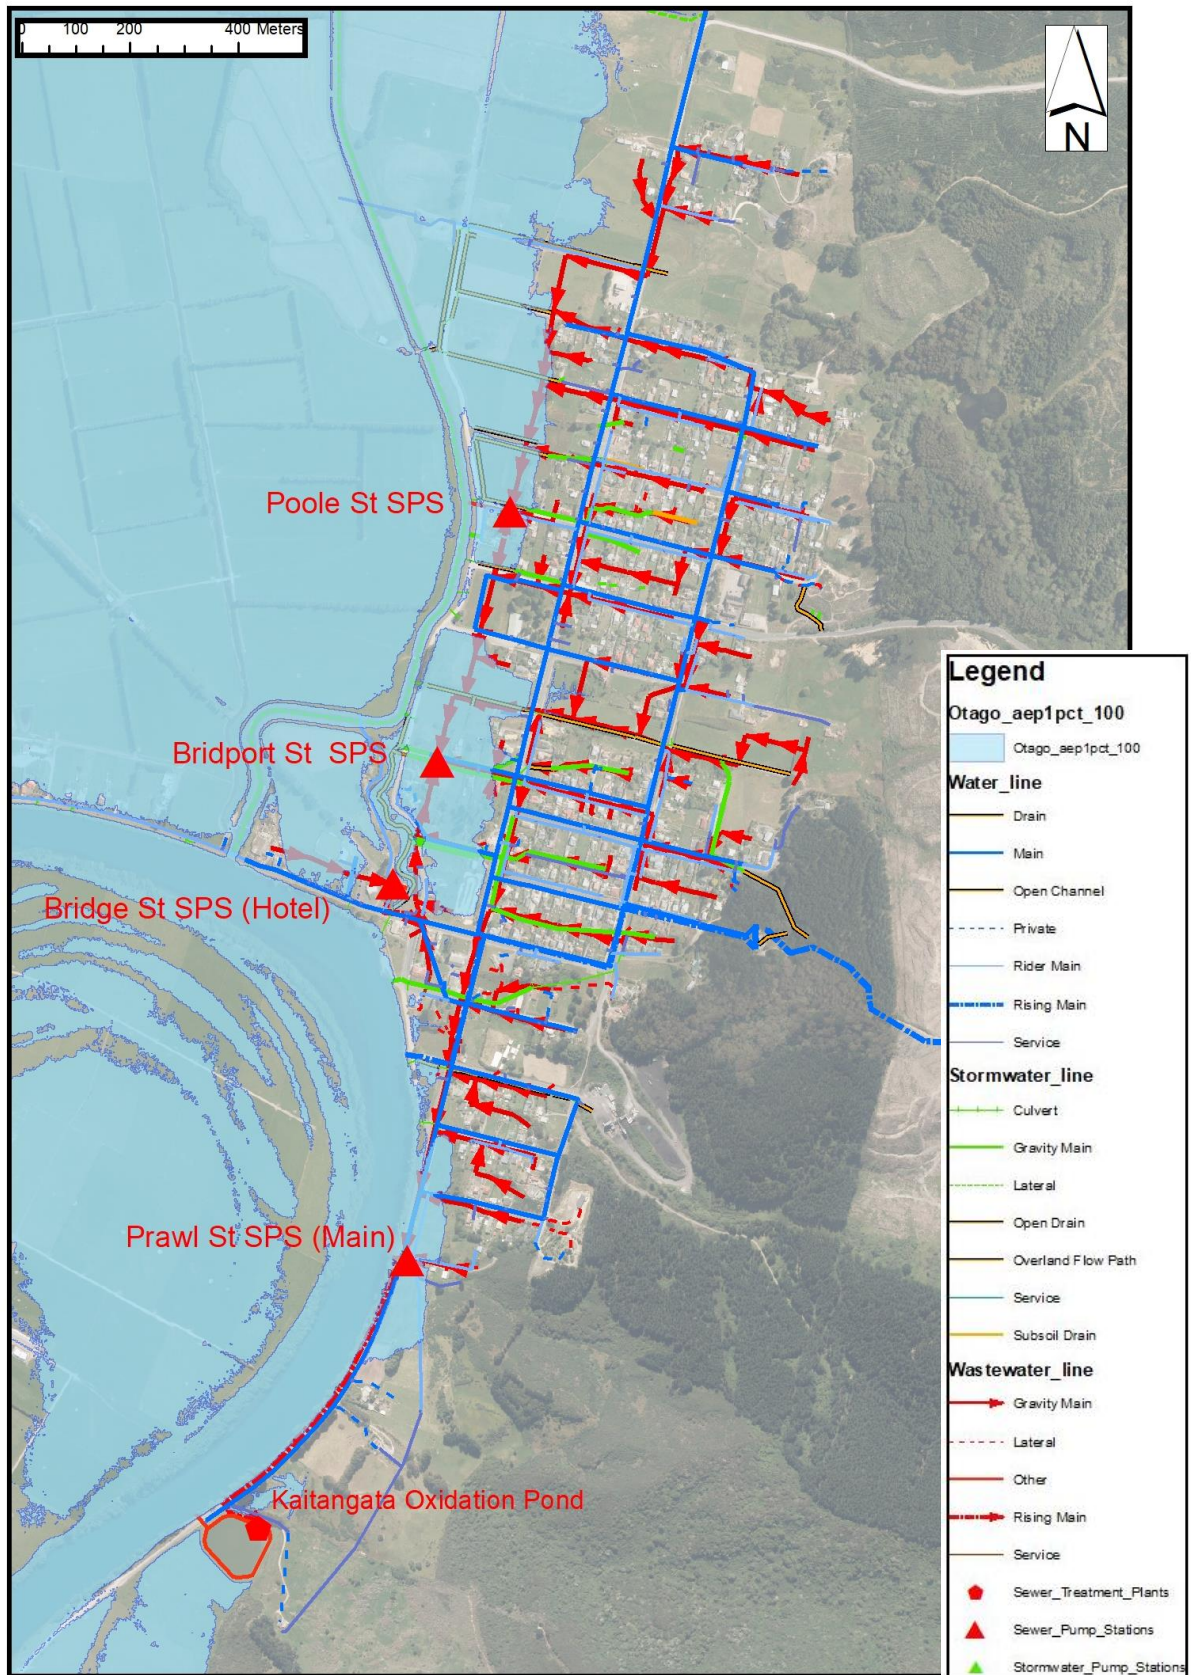 0 100 200 400 Meters
N
Poole St SPS
Bridport St SPS
Bridge St SPS (Hotel)
Prawl St SPS (Main)
Kaitangata Oxidation Pond
Legend
Otago_aep1pct_100
Otago_aep1pct_100
Water_line
Drain
Main
Open Channel
Private
Rider Main
Rising Main
Service
Stormwater_line
Culvert
Gravity Main
Lateral
Open Drain
Overland Flow Path
Service
Subsoil Drain
Wastewater_line
Gravity Main
Lateral
Other
Rising Main
Service
Sewer_Treatment_Plants
Sewer_Pump_Stations
Stormwater_Pump_Stations